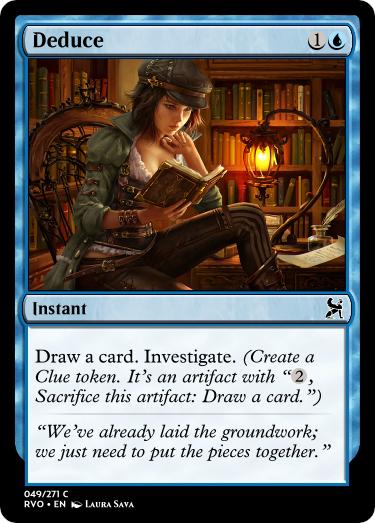 Deduce 1
Instant
Draw a card. Investigate. (Create a
Clue token. It's an artifact with “2,
Sacrifice this artifact: Draw a card.”)
“We've already laid the groundwork;
we just need to put the pieces together.”
049/271 C
RVO • EN Laura Sava